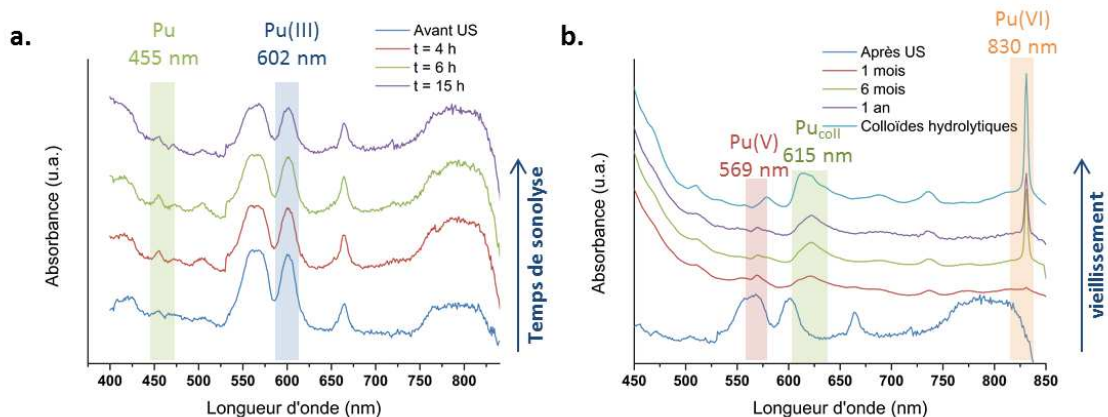 a.
Pu
455 nm
Pu(III)
602 nm
Avant US
t = 4 h
t = 6 h
t = 15 h
Absorbance (u.a.)
Temps de sonolyse
400 450 500 550 600 650 700 750 800
Longueur d'onde (nm)
b.
Pu(VI)
830 nm
Après US
1 mois
6 mois
1 an
Colloïdes hydrolytiques
Pu(V)
569 nm
Pucoll
615 nm
Absorbance (u.a.)
vieillissement
450 500 550 600 650 700 750 800 850
Longueur d'onde (nm)